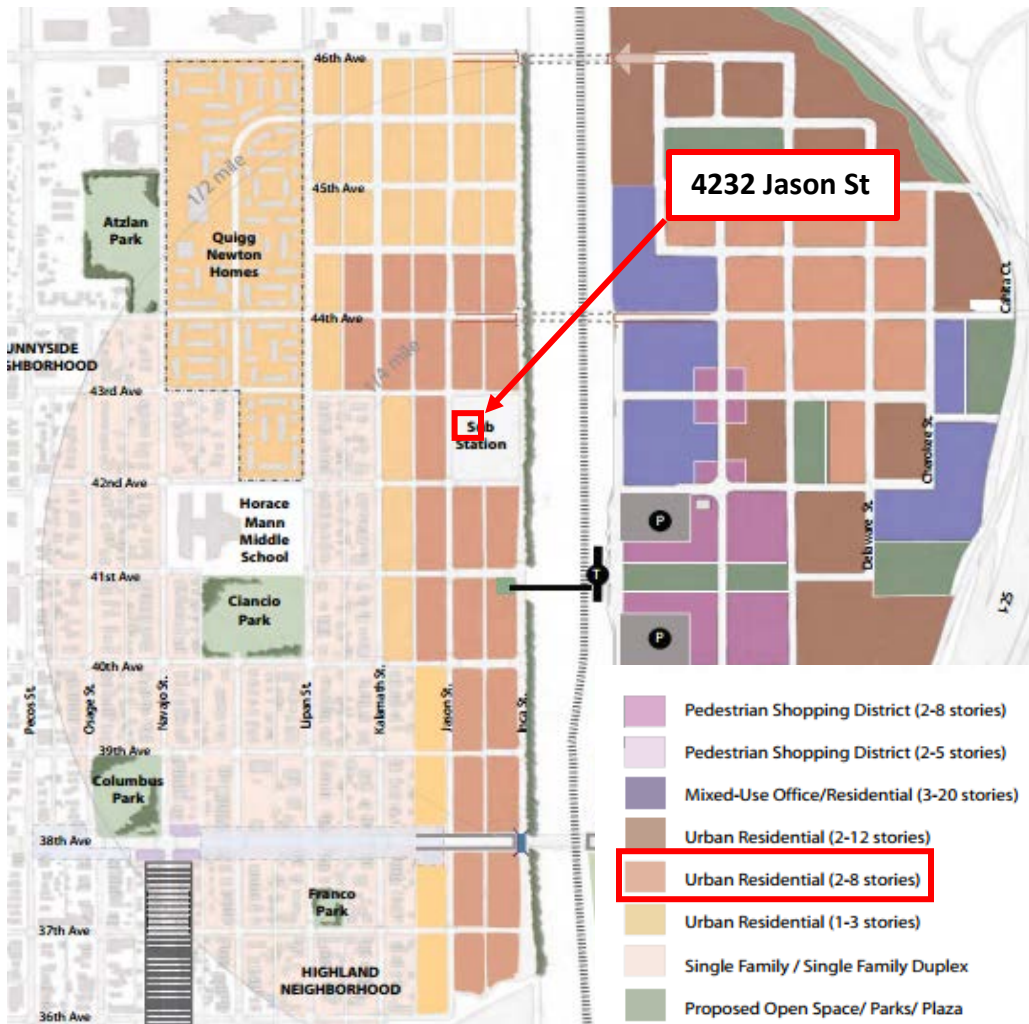 46th Ave
1/2 mile
45th Ave
4232 Jason St
Atzlan
Park
Quigg
Newton
Homes
44th Ave
Cahita Ct.
UNNYSIDE
GHBORHOOD
1/4 mile
43rd Ave
Sub
Station
Cherokee St.
42nd Ave
Horace
Mann
Middle
School
P
Delaware St.
41st Ave
T
Ciancio
Park
P
40th Ave
Pecos St.
Osage St.
Navajo St.
Lipan St.
Kalamath St.
Jason St.
Inca St.
39th Ave
Columbus
Park
38th Ave
Franco
Park
37th Ave
HIGHLAND
NEIGHBORHOOD
36th Ave
Pedestrian Shopping District (2-8 stories)
Pedestrian Shopping District (2-5 stories)
Mixed-Use Office/Residential (3-20 stories)
Urban Residential (2-12 stories)
Urban Residential (2-8 stories)
Urban Residential (1-3 stories)
Single Family / Single Family Duplex
Proposed Open Space/ Parks/ Plaza